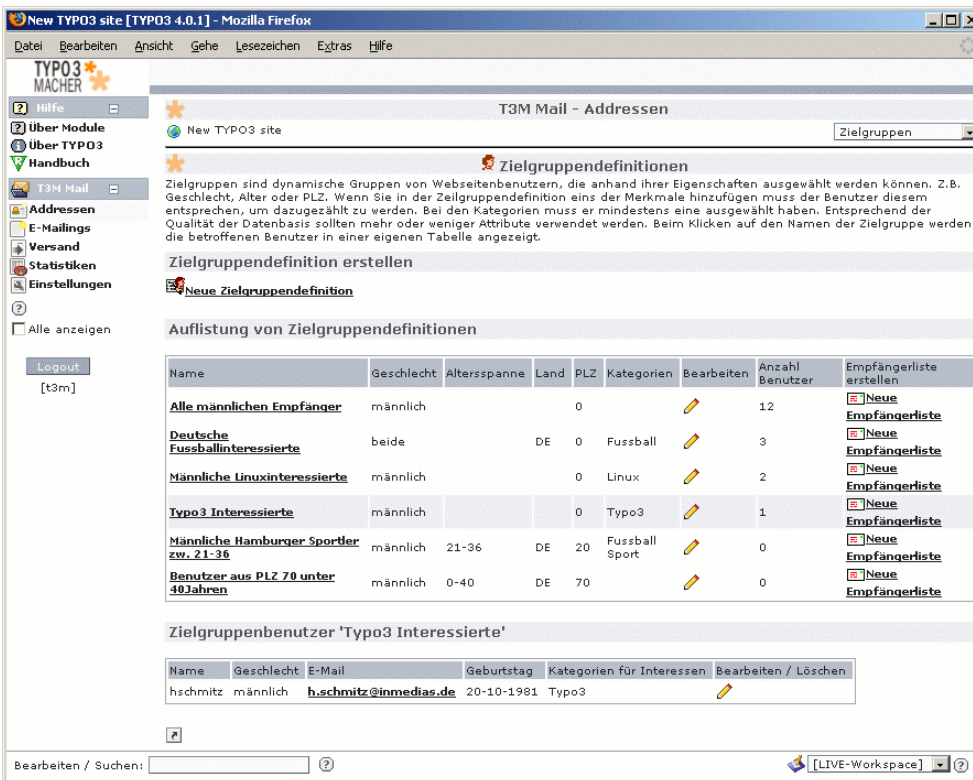 New TYPO3 site [TYPO3 4.0.1] - Mozilla Firefox
Datei Bearbeiten Ansicht Gehe Lesezeichen Extras Hilfe
TYPO3
MACHER
Hilfe
Über Module
Über TYPO3
Handbuch
T3M Mail
Addressen
E-Mailings
Versand
Statistiken
Einstellungen
Alle anzeigen
Logout
[t3m]
T3M Mail - Addressen
New TYPO3 site
Zielgruppen
Zielgruppendefinitionen
Zielgruppen sind dynamische Gruppen von Webseitenbenutzern, die anhand ihrer Eigenschaften ausgewählt werden können. Z.B.
Geschlecht, Alter oder PLZ. Wenn Sie in der Zeilgruppendefinition eins der Merkmale hinzufügen muss der Benutzer diesem
entsprechen, um dazugezählt zu werden. Bei den Kategorien muss er mindestens eine ausgewählt haben. Entsprechend der
Qualität der Datenbasis sollten mehr oder weniger Attribute verwendet werden. Beim Klicken auf den Namen der Zielgruppe werden
die betroffenen Benutzer in einer eigenen Tabelle angezeigt.
Zielgruppendefinition erstellen
Neue Zielgruppendefinition
Auflistung von Zielgruppendefinitionen
Name Geschlecht Altersspanne Land PLZ Kategorien Bearbeiten Anzahl Benutzer Empfängerliste erstellen
Alle männlichen Empfänger männlich 0 12 Neue Empfängerliste
Deutsche Fussballinteressierte beide DE 0 Fussball 3 Neue Empfängerliste
Männliche Linuxinteressierte männlich 0 Linux 2 Neue Empfängerliste
Typo3 Interessierte männlich 0 Typo3 1 Neue Empfängerliste
Männliche Hamburger Sportler zw. 21-36 männlich 21-36 DE 20 Fussball Sport 0 Neue Empfängerliste
Benutzer aus PLZ 70 unter 40Jahren männlich 0-40 DE 70 0 Neue Empfängerliste
Zielgruppenbenutzer 'Typo3 Interessierte'
Name Geschlecht E-Mail Geburtstag Kategorien für Interessen Bearbeiten / Löschen
hschmitz männlich h.schmitz@inmedias.de 20-10-1981 Typo3
Bearbeiten / Suchen:
[LIVE-Workspace]